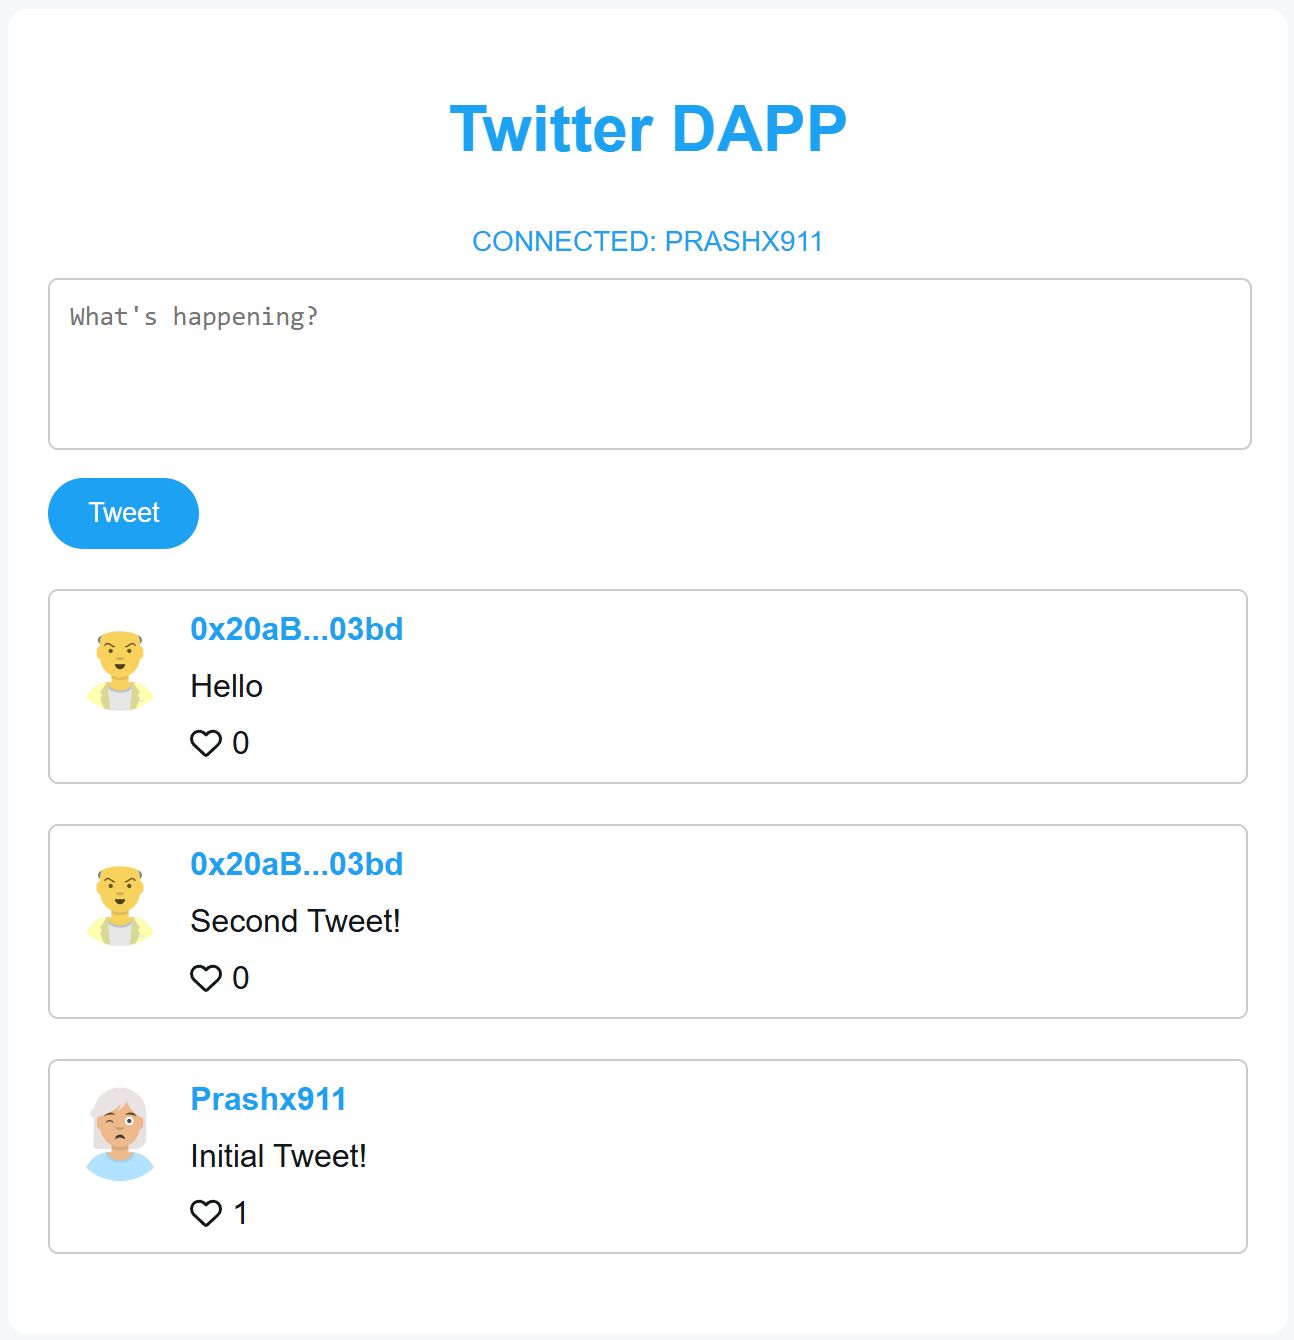 Twitter DAPP
CONNECTED: PRASHX911
What's happening?
Tweet
0x20aB...03bd
Hello
0
0x20aB...03bd
Second Tweet!
0
Prashx911
Initial Tweet!
1